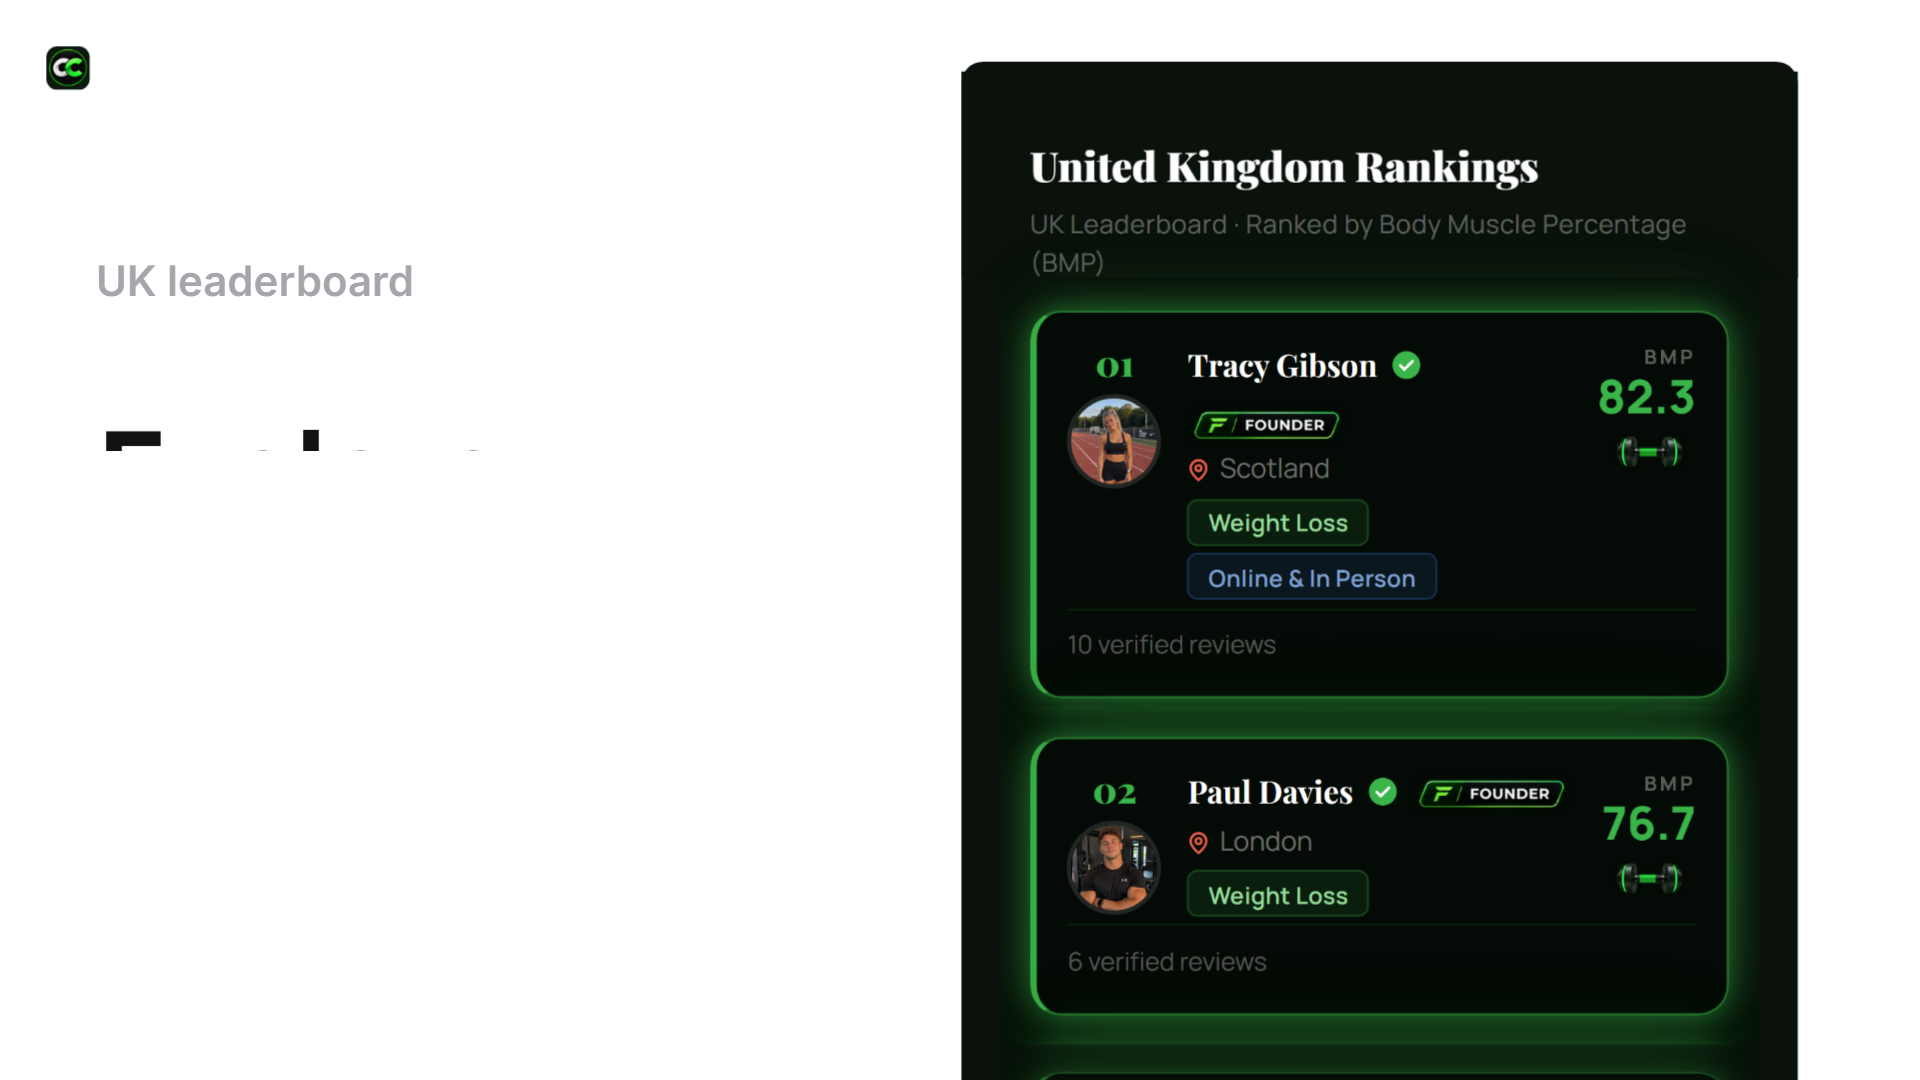 CC
UK leaderboard
United Kingdom Rankings
UK Leaderboard · Ranked by Body Muscle Percentage
(BMP)
01
Tracy Gibson
BMP
82.3
F / FOUNDER
Scotland
Weight Loss
Online & In Person
10 verified reviews
02
Paul Davies
F / FOUNDER
BMP
76.7
London
Weight Loss
6 verified reviews